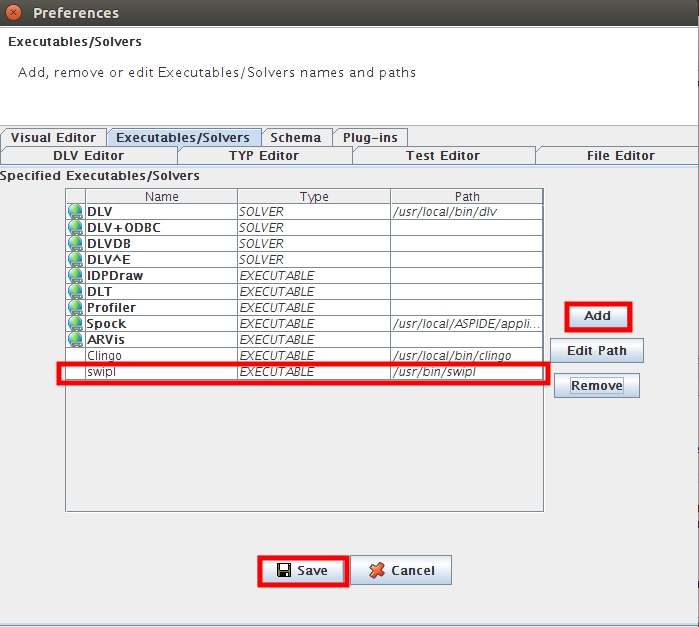 Preferences
Executables/Solvers
Add, remove or edit Executables/Solvers names and paths
Visual Editor Executables/Solvers Schema Plug-ins
DLV Editor TYP Editor Test Editor File Editor
Specified Executables/Solvers
Name Type Path
DLV SOLVER /usr/local/bin/dlv
DLV+ODBC SOLVER
DLVDB SOLVER
DLV^E SOLVER
IDPDraw EXECUTABLE
DLT EXECUTABLE
Profiler EXECUTABLE
Spock EXECUTABLE /usr/local/ASPIDE/appli...
ARVis EXECUTABLE
Clingo EXECUTABLE /usr/local/bin/clingo
swipl EXECUTABLE /usr/bin/swipl
Add
Edit Path
Remove
Save Cancel